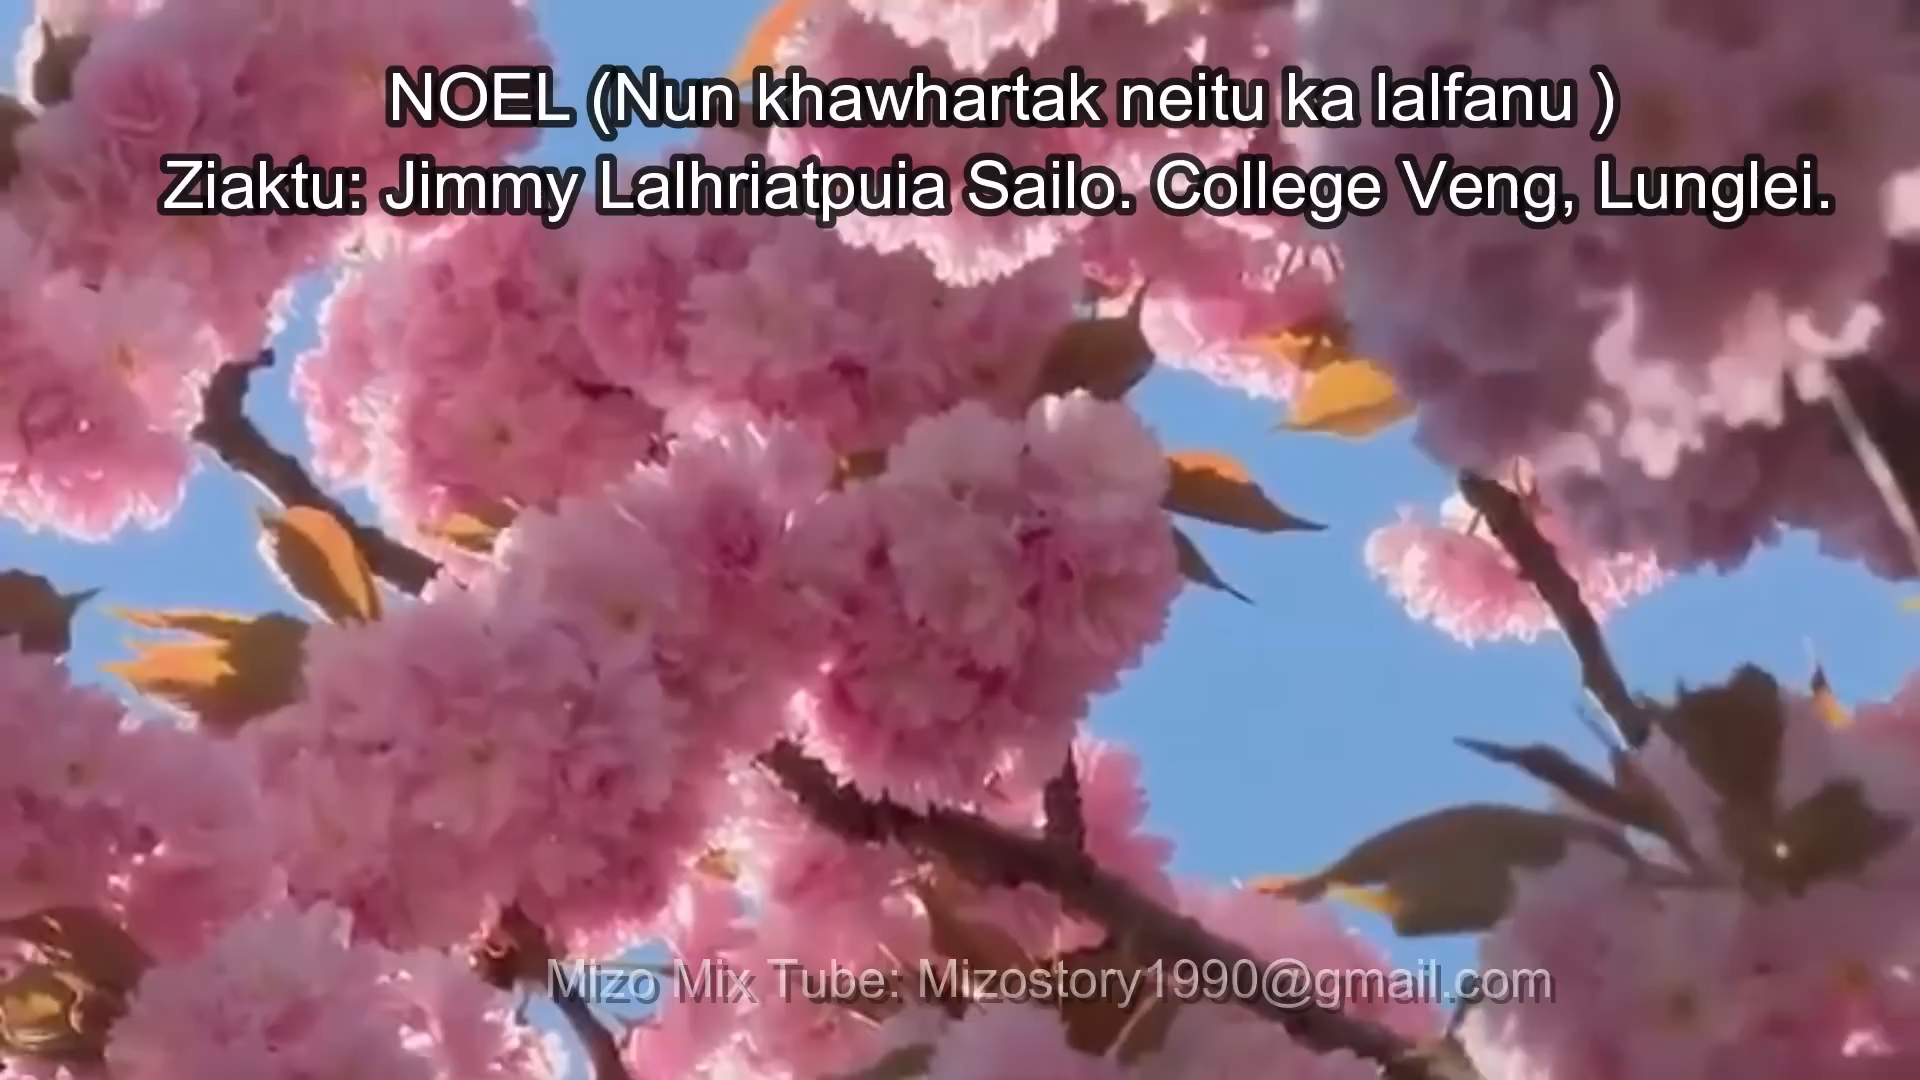 NOEL (Nun khawhartak neitu ka lalfanu )
Ziaktu: Jimmy Lalhriatpuia Sailo. College Veng, Lunglei.
Mizo Mix Tube: Mizostory1990@gmail.com